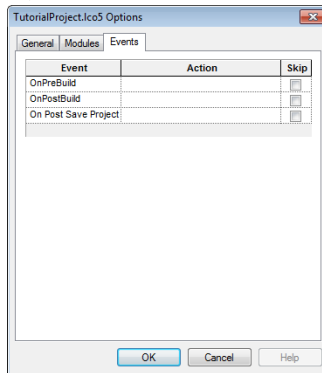 TutorialProject.lco5 Options
General Modules Events
Event Action Skip
OnPreBuild
OnPostBuild
On Post Save Project
OK Cancel Help